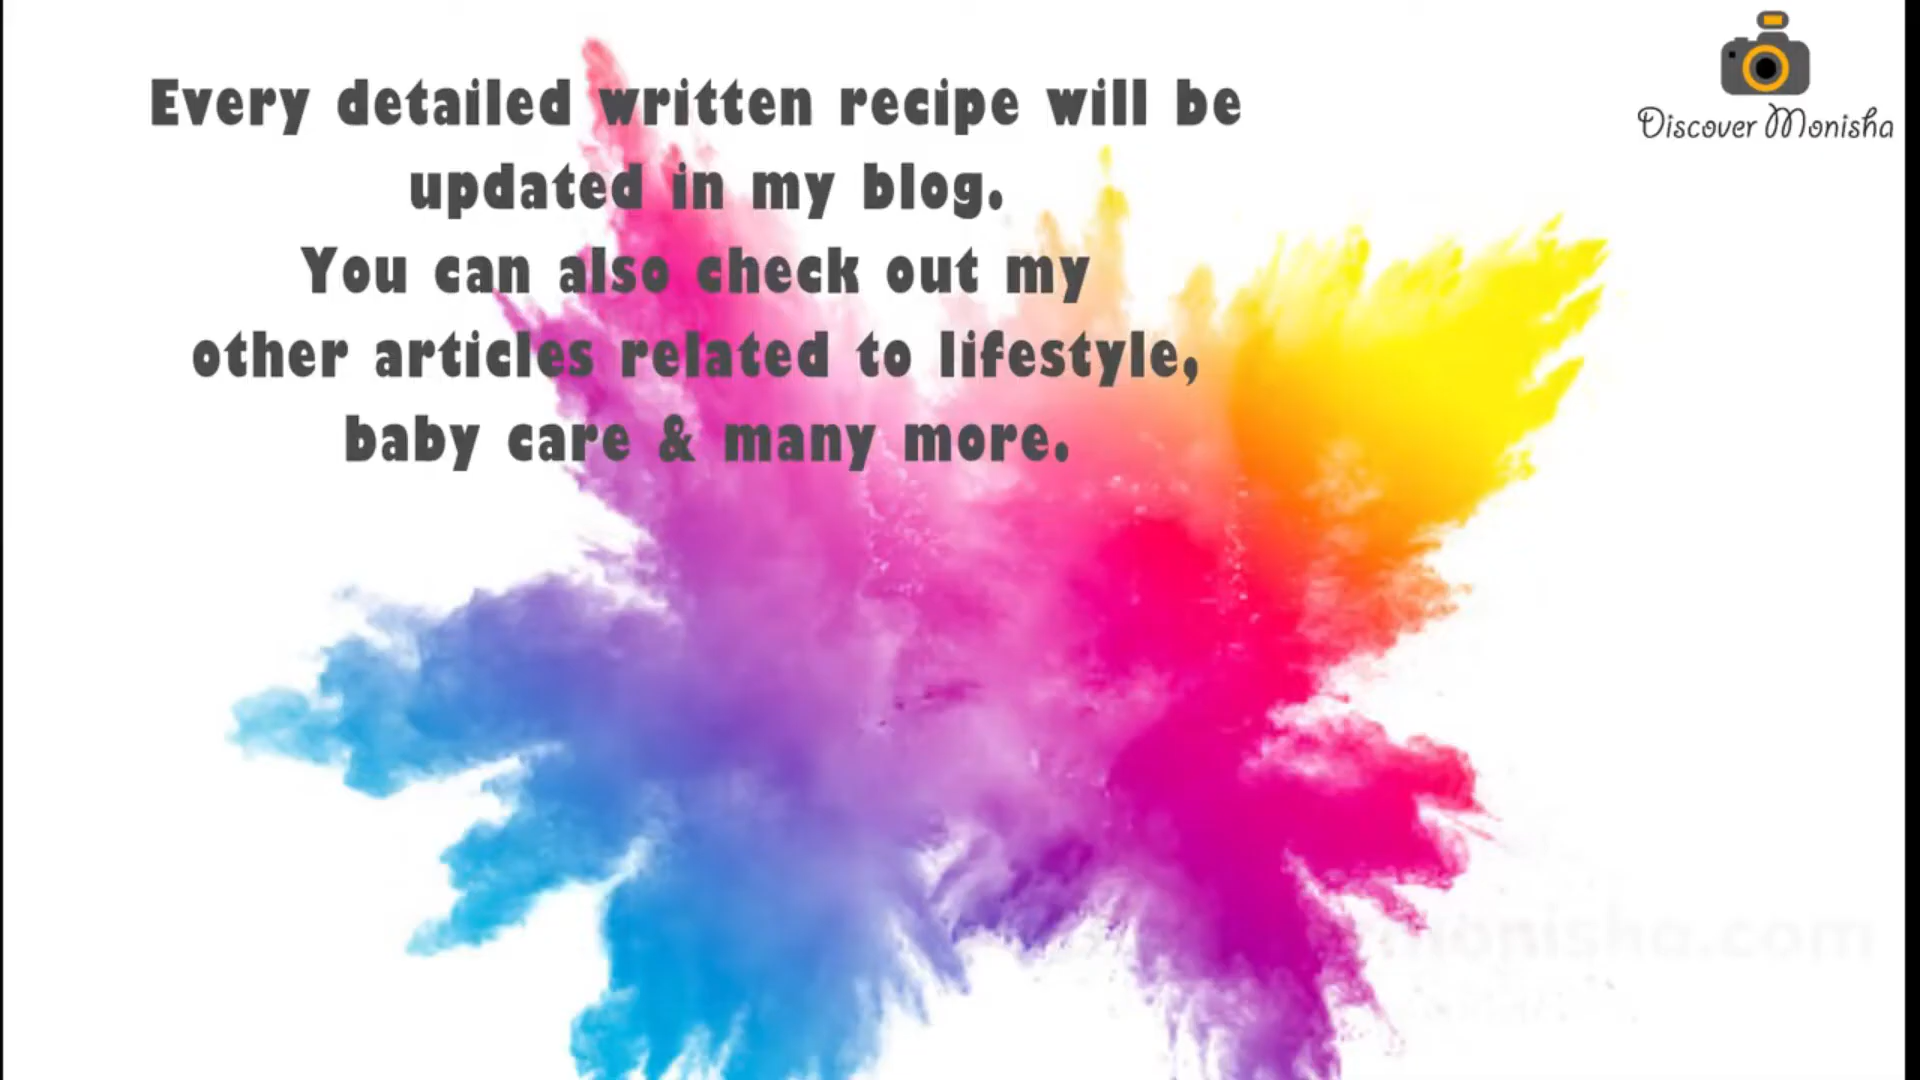 Discover Monisha
Every detailed written recipe will be
updated in my blog.
You can also check out my
other articles related to lifestyle,
baby care & many more.
monisha.com